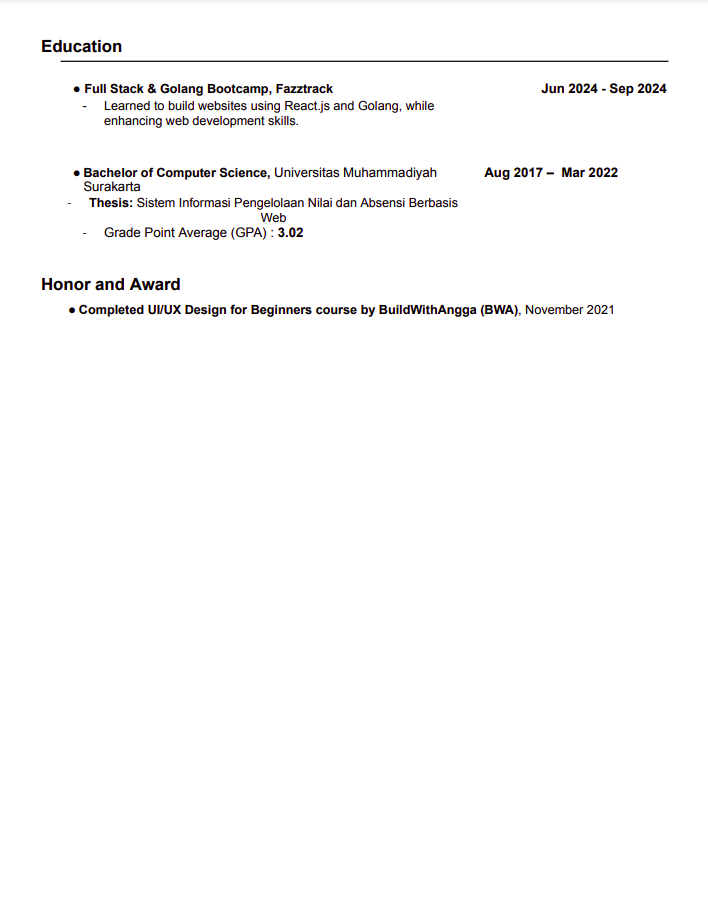 Education
● Full Stack & Golang Bootcamp, Fazztrack Jun 2024 - Sep 2024
- Learned to build websites using React.js and Golang, while
enhancing web development skills.
● Bachelor of Computer Science, Universitas Muhammadiyah Aug 2017 – Mar 2022
Surakarta
- Thesis: Sistem Informasi Pengelolaan Nilai dan Absensi Berbasis
Web
- Grade Point Average (GPA) : 3.02
Honor and Award
● Completed UI/UX Design for Beginners course by BuildWithAngga (BWA), November 2021